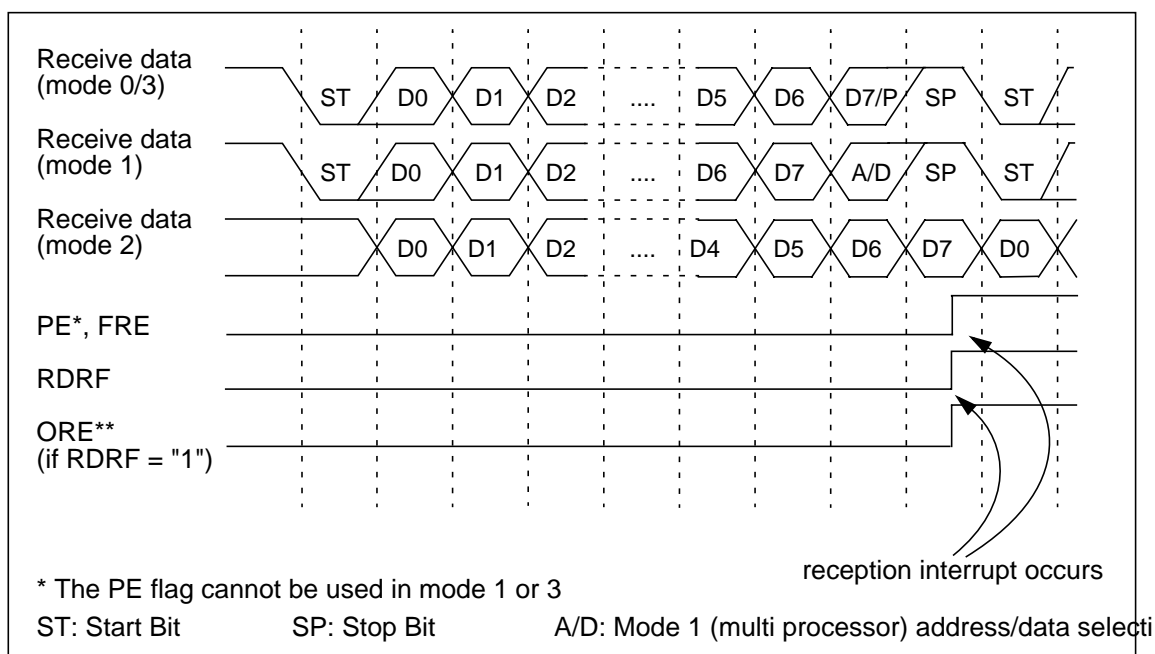 Receive data
(mode 0/3)
ST D0 D1 D2 .... D5 D6 D7/P SP ST
Receive data
(mode 1)
ST D0 D1 D2 .... D6 D7 A/D SP ST
Receive data
(mode 2)
D0 D1 D2 .... D4 D5 D6 D7 D0
PE*, FRE
RDRF
ORE**
(if RDRF = "1")
reception interrupt occurs
* The PE flag cannot be used in mode 1 or 3
ST: Start Bit SP: Stop Bit A/D: Mode 1 (multi processor) address/data selecti